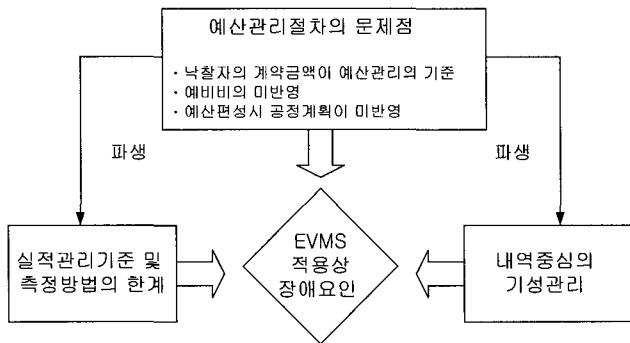 예산관리절차의 문제점
· 낙찰자의 계약금액이 예산관리의 기준
· 예비비의 미반영
· 예산편성시 공정계획이 미반영
파생
파생
실적관리기준 및
측정방법의 한계
EVMS
적용상
장애요인
내역중심의
기성관리